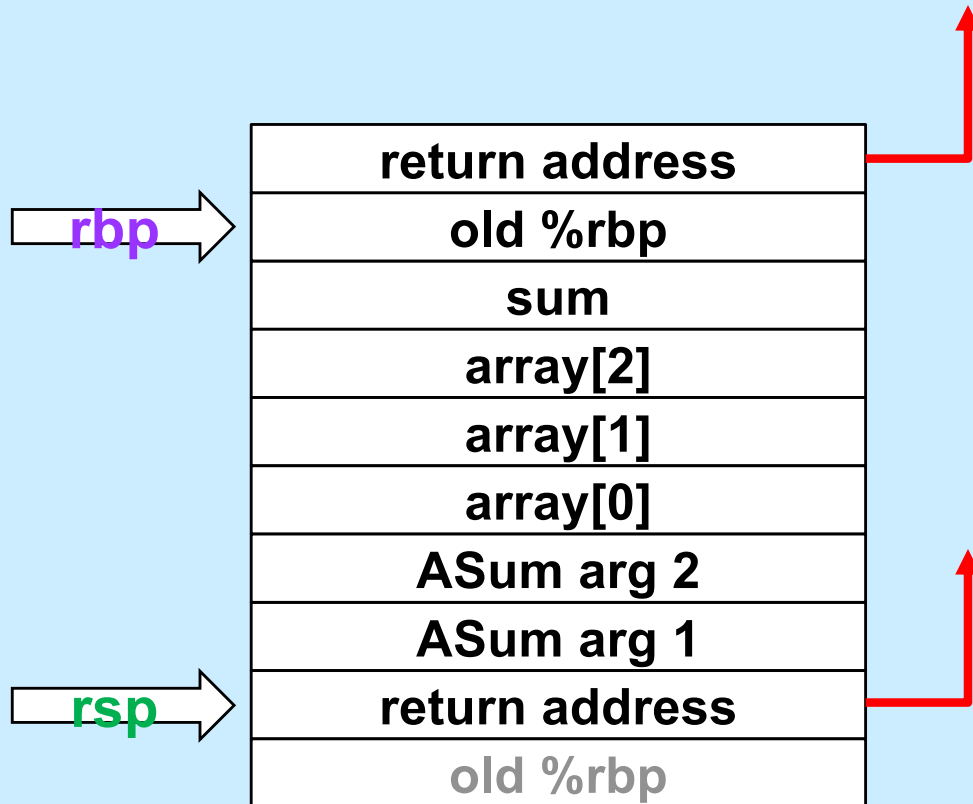 return address
rbp
old %rbp
sum
array[2]
array[1]
array[0]
ASum arg 2
ASum arg 1
rsp
return address
old %rbp